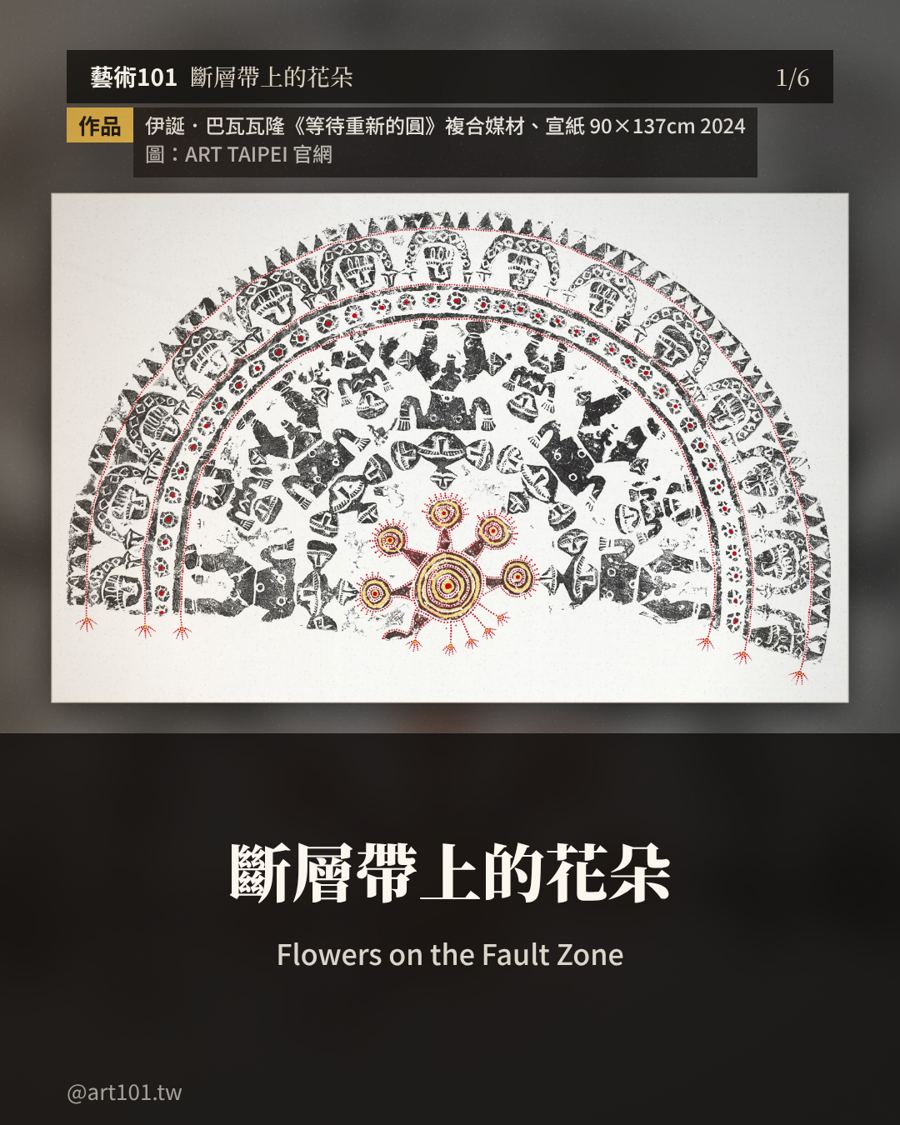 藝術101 斷層帶上的花朵 1/6
作品 伊誕・巴瓦瓦隆《等待重新的圓》複合媒材、宣紙 90×137cm 2024
圖：ART TAIPEI 官網
斷層帶上的花朵
Flowers on the Fault Zone
@art101.tw